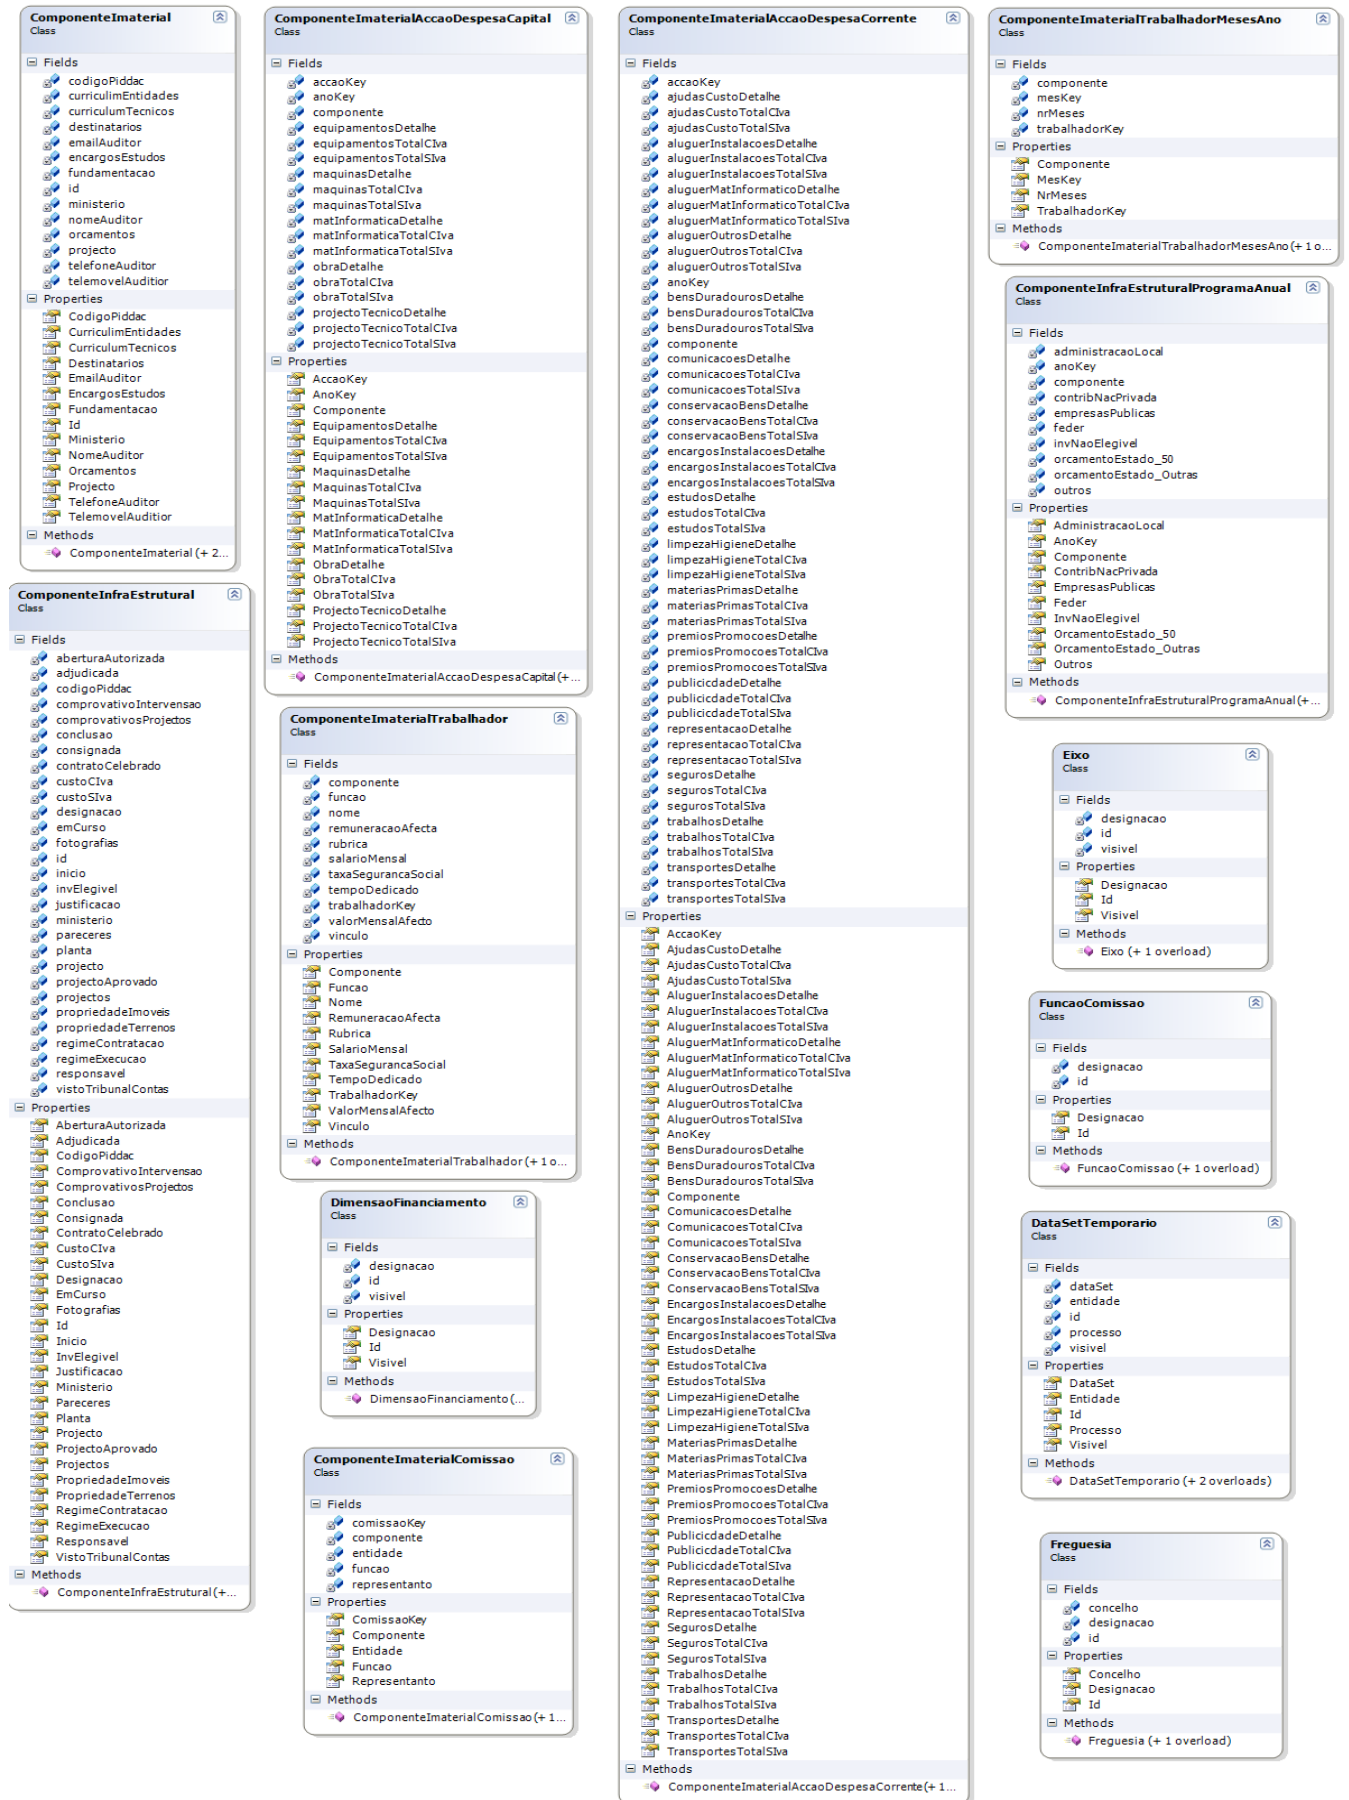 ComponenteImaterial
Class
Fields
codigoPiddac
curriculimEntidades
curriculumTecnicos
destinatarios
emailAuditor
encargosEstudos
fundamentacao
id
ministerio
nomeAuditor
orcamentos
projecto
telefoneAuditor
telemovelAuditior
Properties
CodigoPiddac
CurriculimEntidades
CurriculumTecnicos
Destinatarios
EmailAuditor
EncargosEstudos
Fundamentacao
Id
Ministerio
NomeAuditor
Orcamentos
Projecto
TelefoneAuditor
TelemovelAuditior
Methods
ComponenteImaterial (+ 2...
ComponenteInfraEstrutural
Class
Fields
aberturaAutorizada
adjudicada
codigoPiddac
comprovativoIntervensao
comprovativosProjectos
conclusao
consignada
contratoCelebrado
custoCIva
custoSIva
designacao
emCurso
fotografias
id
inicio
invElegivel
justificacao
ministerio
pareceres
planta
projecto
projectoAprovado
projectos
propriedadeImoveis
propriedadeTerrenos
regimeContratacao
regimeExecucao
responsavel
vistoTribunalContas
Properties
AberturaAutorizada
Adjudicada
CodigoPiddac
ComprovativoIntervensao
ComprovativosProjectos
Conclusao
Consignada
ContratoCelebrado
CustoCIva
CustoSIva
Designacao
EmCurso
Fotografias
Id
Inicio
InvElegivel
Justificacao
Ministerio
Pareceres
Planta
Projecto
ProjectoAprovado
Projectos
PropriedadeImoveis
PropriedadeTerrenos
RegimeContratacao
RegimeExecucao
Responsavel
VistoTribunalContas
Methods
ComponenteInfraEstrutural (+...
ComponenteImaterialAccaoDespesaCapital
Class
Fields
accaoKey
anoKey
componente
equipamentosDetalhe
equipamentosTotalCIva
equipamentosTotalSIva
maquinasDetalhe
maquinasTotalCIva
maquinasTotalSIva
matInformaticaDetalhe
matInformaticaTotalCIva
matInformaticaTotalSIva
obraDetalhe
obraTotalCIva
obraTotalSIva
projectoTecnicoDetalhe
projectoTecnicoTotalCIva
projectoTecnicoTotalSIva
Properties
AccaoKey
AnoKey
Componente
EquipamentosDetalhe
EquipamentosTotalCIva
EquipamentosTotalSIva
MaquinasDetalhe
MaquinasTotalCIva
MaquinasTotalSIva
MatInformaticaDetalhe
MatInformaticaTotalCIva
MatInformaticaTotalSIva
ObraDetalhe
ObraTotalCIva
ObraTotalSIva
ProjectoTecnicoDetalhe
ProjectoTecnicoTotalCIva
ProjectoTecnicoTotalSIva
Methods
ComponenteImaterialAccaoDespesaCapital (+...
ComponenteImaterialTrabalhador
Class
Fields
componente
funcao
nome
remuneracaoAfecta
rubrica
salarioMensal
taxaSegurancaSocial
tempoDedicado
trabalhadorKey
valorMensalAfecto
vinculo
Properties
Componente
Funcao
Nome
RemuneracaoAfecta
Rubrica
SalarioMensal
TaxaSegurancaSocial
TempoDedicado
TrabalhadorKey
ValorMensalAfecto
Vinculo
Methods
ComponenteImaterialTrabalhador (+ 1 o...
DimensaoFinanciamento
Class
Fields
designacao
id
visivel
Properties
Designacao
Id
Visivel
Methods
DimensaoFinanciamento (...
ComponenteImaterialComissao
Class
Fields
comissaoKey
componente
entidade
funcao
representanto
Properties
ComissaoKey
Componente
Entidade
Funcao
Representanto
Methods
ComponenteImaterialComissao (+ 1...
ComponenteImaterialAccaoDespesaCorrente
Class
Fields
accaoKey
ajudasCustoDetalhe
ajudasCustoTotalCIva
ajudasCustoTotalSIva
aluguerInstalacoesDetalhe
aluguerInstalacoesTotalCIva
aluguerInstalacoesTotalSIva
aluguerMatInformaticoDetalhe
aluguerMatInformaticoTotalCIva
aluguerMatInformaticoTotalSIva
aluguerOutrosDetalhe
aluguerOutrosTotalCIva
aluguerOutrosTotalSIva
anoKey
bensDuradourosDetalhe
bensDuradourosTotalCIva
bensDuradourosTotalSIva
componente
comunicacoesDetalhe
comunicacoesTotalCIva
comunicacoesTotalSIva
conservacaoBensDetalhe
conservacaoBensTotalCIva
conservacaoBensTotalSIva
encargosInstalacoesDetalhe
encargosInstalacoesTotalCIva
encargosInstalacoesTotalSIva
estudosDetalhe
estudosTotalCIva
estudosTotalSIva
limpezaHigieneDetalhe
limpezaHigieneTotalCIva
limpezaHigieneTotalSIva
materiasPrimasDetalhe
materiasPrimasTotalCIva
materiasPrimasTotalSIva
premiosPromocoesDetalhe
premiosPromocoesTotalCIva
premiosPromocoesTotalSIva
publicicdadeDetalhe
publicicdadeTotalCIva
publicicdadeTotalSIva
representacaoDetalhe
representacaoTotalCIva
representacaoTotalSIva
segurosDetalhe
segurosTotalCIva
segurosTotalSIva
trabalhosDetalhe
trabalhosTotalCIva
trabalhosTotalSIva
transportesDetalhe
transportesTotalCIva
transportesTotalSIva
Properties
AccaoKey
AjudasCustoDetalhe
AjudasCustoTotalCIva
AjudasCustoTotalSIva
AluguerInstalacoesDetalhe
AluguerInstalacoesTotalCIva
AluguerInstalacoesTotalSIva
AluguerMatInformaticoDetalhe
AluguerMatInformaticoTotalCIva
AluguerMatInformaticoTotalSIva
AluguerOutrosDetalhe
AluguerOutrosTotalCIva
AluguerOutrosTotalSIva
AnoKey
BensDuradourosDetalhe
BensDuradourosTotalCIva
BensDuradourosTotalSIva
Componente
ComunicacoesDetalhe
ComunicacoesTotalCIva
ComunicacoesTotalSIva
ConservacaoBensDetalhe
ConservacaoBensTotalCIva
ConservacaoBensTotalSIva
EncargosInstalacoesDetalhe
EncargosInstalacoesTotalCIva
EncargosInstalacoesTotalSIva
EstudosDetalhe
EstudosTotalCIva
EstudosTotalSIva
LimpezaHigieneDetalhe
LimpezaHigieneTotalCIva
LimpezaHigieneTotalSIva
MateriasPrimasDetalhe
MateriasPrimasTotalCIva
MateriasPrimasTotalSIva
PremiosPromocoesDetalhe
PremiosPromocoesTotalCIva
PremiosPromocoesTotalSIva
PublicicdadeDetalhe
PublicicdadeTotalCIva
PublicicdadeTotalSIva
RepresentacaoDetalhe
RepresentacaoTotalCIva
RepresentacaoTotalSIva
SegurosDetalhe
SegurosTotalCIva
SegurosTotalSIva
TrabalhosDetalhe
TrabalhosTotalCIva
TrabalhosTotalSIva
TransportesDetalhe
TransportesTotalCIva
TransportesTotalSIva
Methods
ComponenteImaterialAccaoDespesaCorrente (+ 1...
ComponenteImaterialTrabalhadorMesesAno
Class
Fields
componente
mesKey
nrMeses
trabalhadorKey
Properties
Componente
MesKey
NrMeses
TrabalhadorKey
Methods
ComponenteImaterialTrabalhadorMesesAno (+ 1 o...
ComponenteInfraEstruturalProgramaAnual
Class
Fields
administracaoLocal
anoKey
componente
contribNacPrivada
empresasPublicas
feder
invNaoElegivel
orcamentoEstado_50
orcamentoEstado_Outras
outros
Properties
AdministracaoLocal
AnoKey
Componente
ContribNacPrivada
EmpresasPublicas
Feder
InvNaoElegivel
OrcamentoEstado_50
OrcamentoEstado_Outras
Outros
Methods
ComponenteInfraEstruturalProgramaAnual (+...
Eixo
Class
Fields
designacao
id
visivel
Properties
Designacao
Id
Visivel
Methods
Eixo (+ 1 overload)
FuncaoComissao
Class
Fields
designacao
id
Properties
Designacao
Id
Methods
FuncaoComissao (+ 1 overload)
DataSetTemporario
Class
Fields
dataSet
entidade
id
processo
visivel
Properties
DataSet
Entidade
Id
Processo
Visivel
Methods
DataSetTemporario (+ 2 overloads)
Freguesia
Class
Fields
concelho
designacao
id
Properties
Concelho
Designacao
Id
Methods
Freguesia (+ 1 overload)